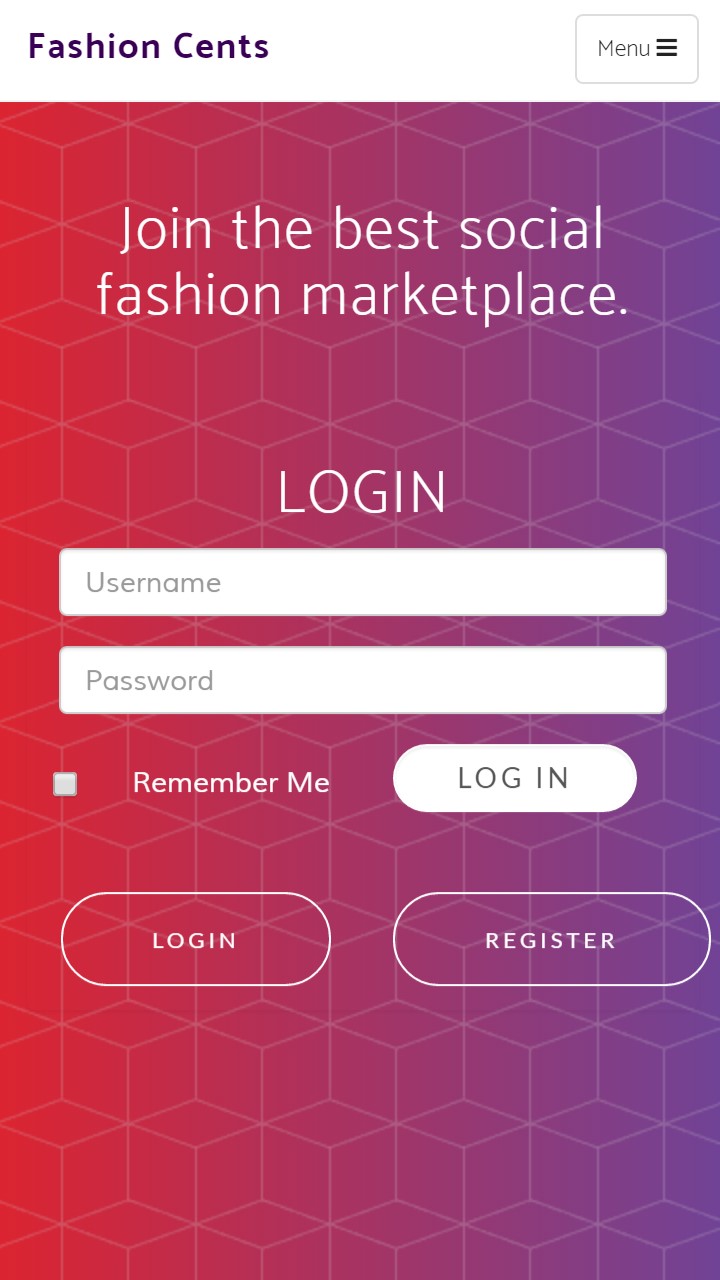 Fashion Cents
Menu
Join the best social
fashion marketplace.
LOGIN
Username
Password
Remember Me
LOG IN
LOGIN
REGISTER